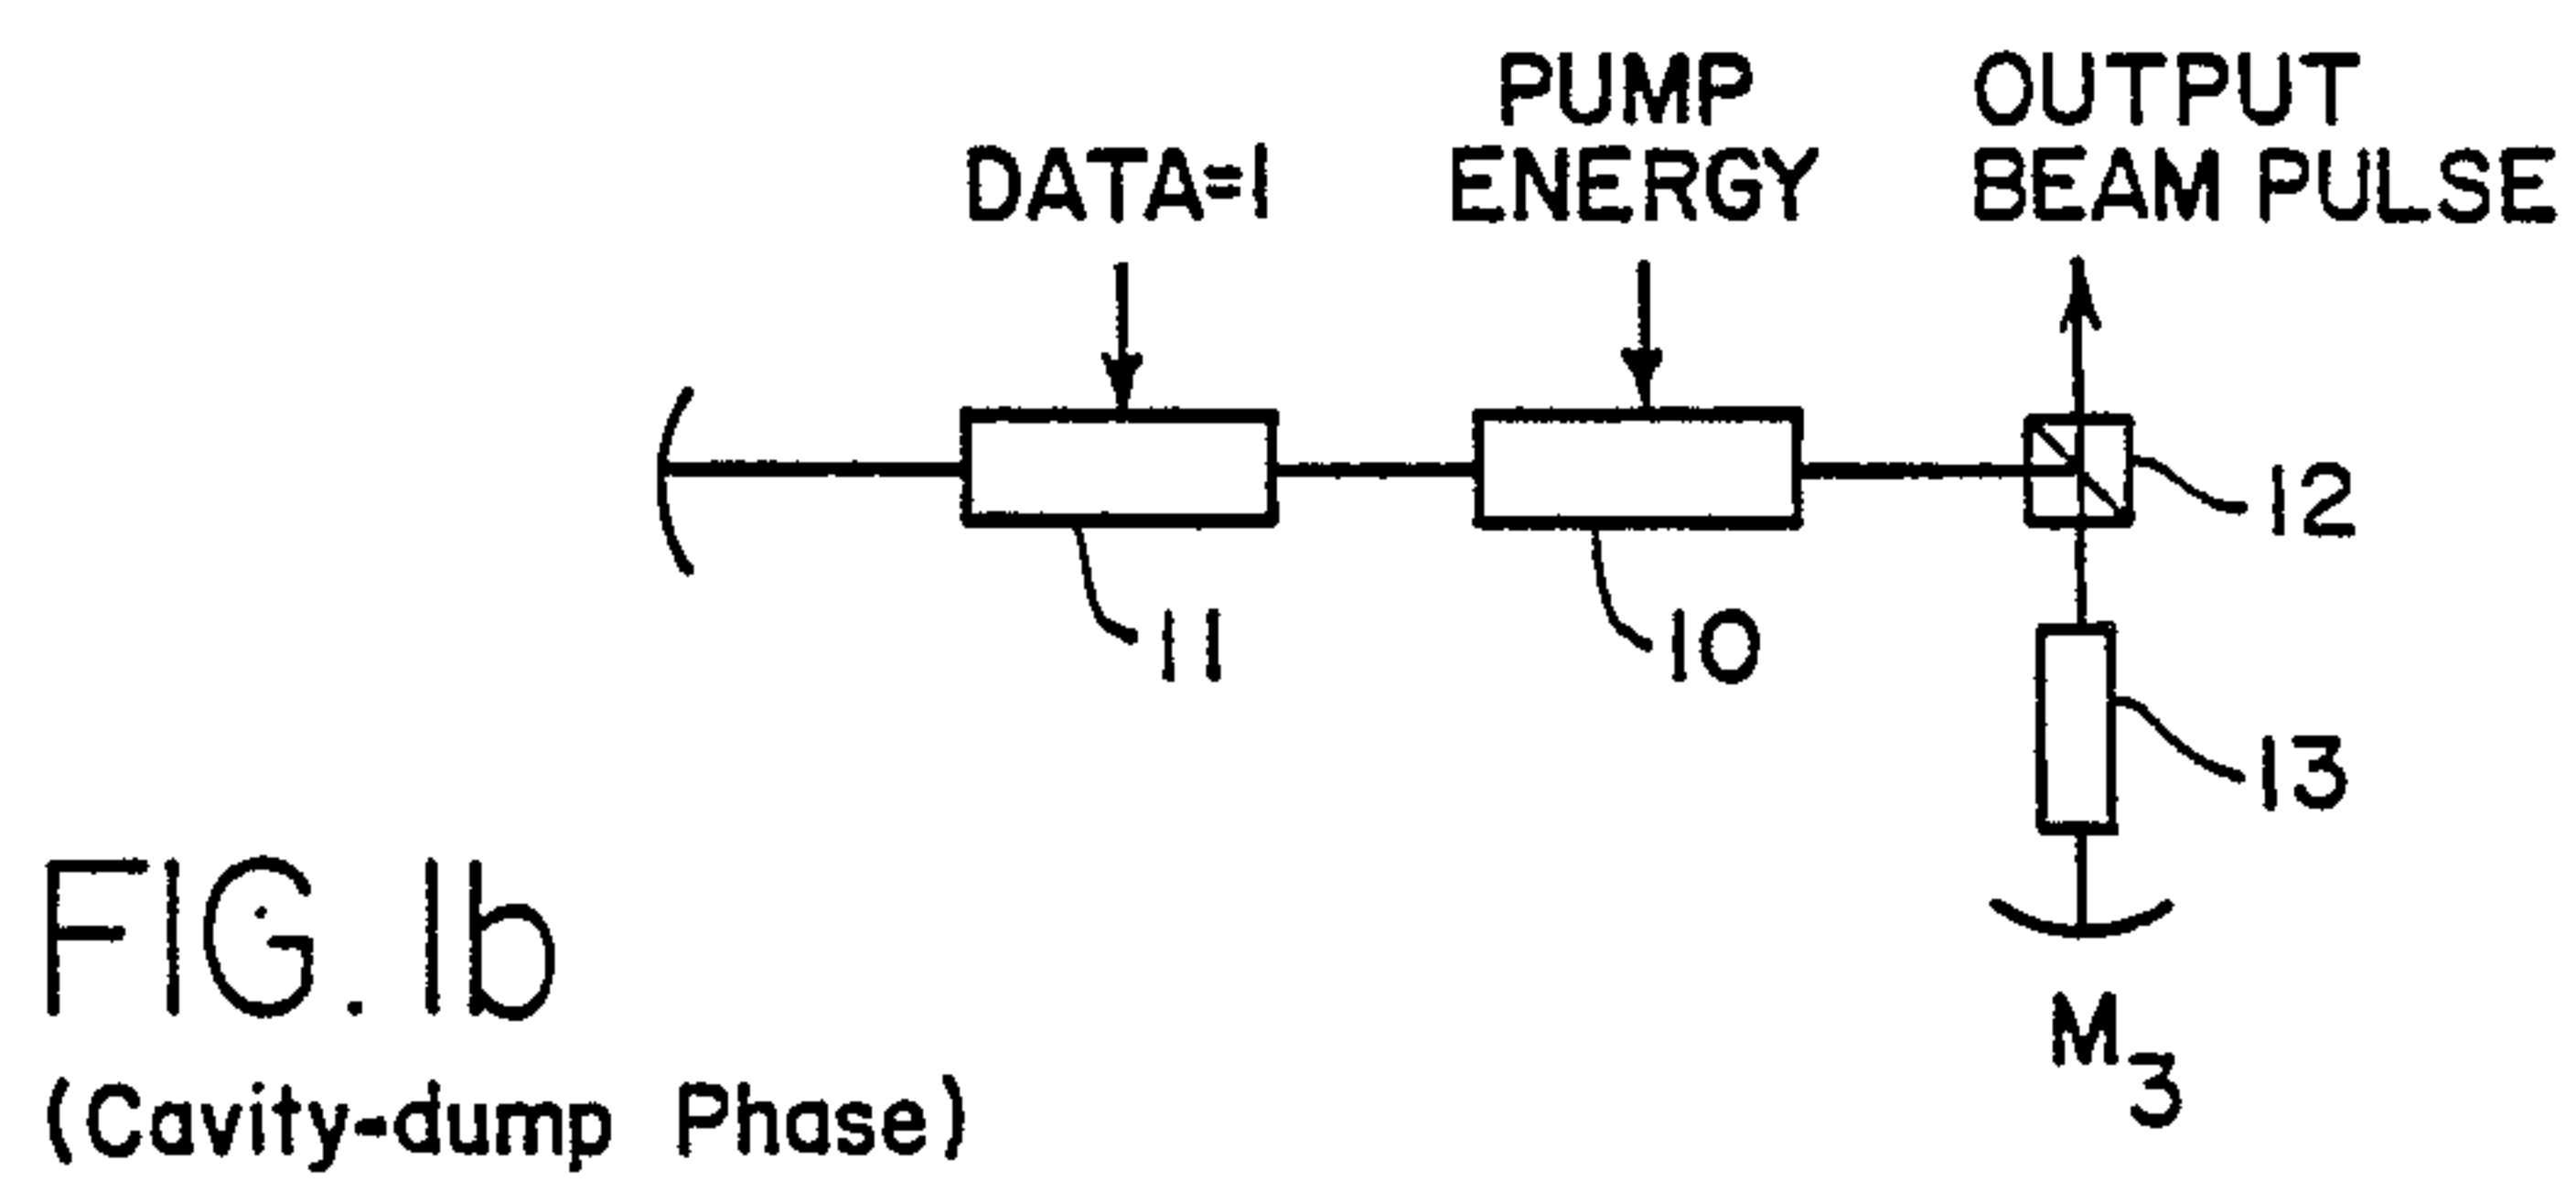 DATA=1
PUMP
ENERGY
OUTPUT
BEAM PULSE
12
11
10
13
M3
FIG. 1b
(Cavity-dump Phase)